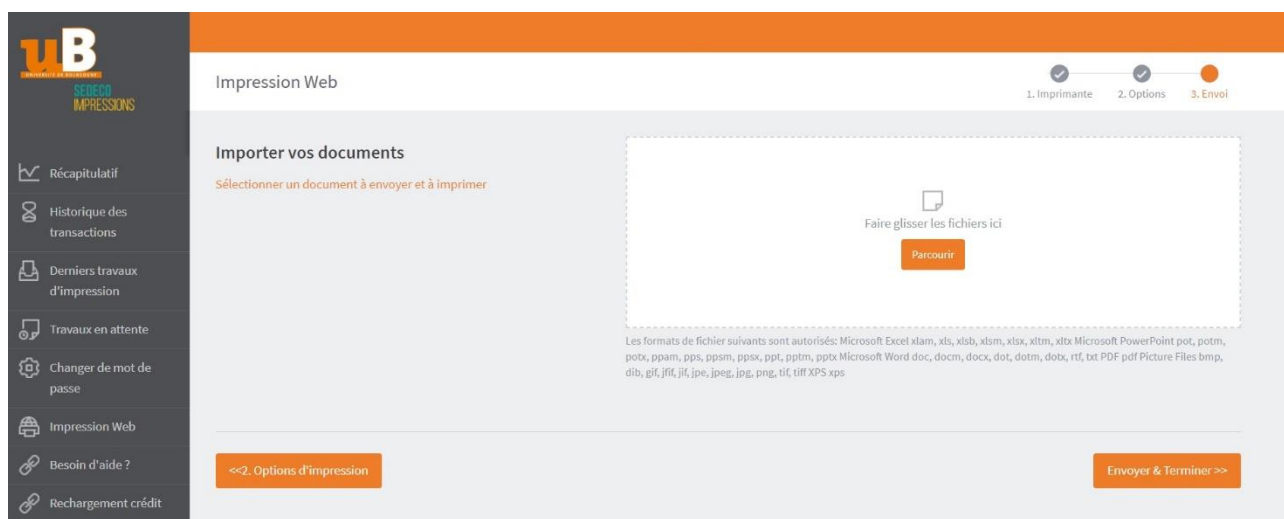 uB
UNIVERSITÉ DE BOURGOGNE
SEDECO
IMPRESSIONS
Récapitulatif
Historique des
transactions
Derniers travaux
d'impression
Travaux en attente
Changer de mot de
passe
Impression Web
Besoin d'aide ?
Rechargement crédit
Impression Web
1. Imprimante
2. Options
3. Envoi
Importer vos documents
Sélectionner un document à envoyer et à imprimer
Faire glisser les fichiers ici
Parcourir
Les formats de fichier suivants sont autorisés: Microsoft Excel xlam, xls, xlsb, xlsm, xlsx, xltm, xltx Microsoft PowerPoint pot, potm,
potx, ppam, pps, ppsm, ppsx, ppt, pptm, pptx Microsoft Word doc, docm, docx, dot, dotm, dotx, rtf, txt PDF pdf Picture Files bmp,
dib, gif, jfif, jif, jpe, jpeg, jpg, png, tif, tiff XPS xps
<<2. Options d'impression
Envoyer & Terminer >>